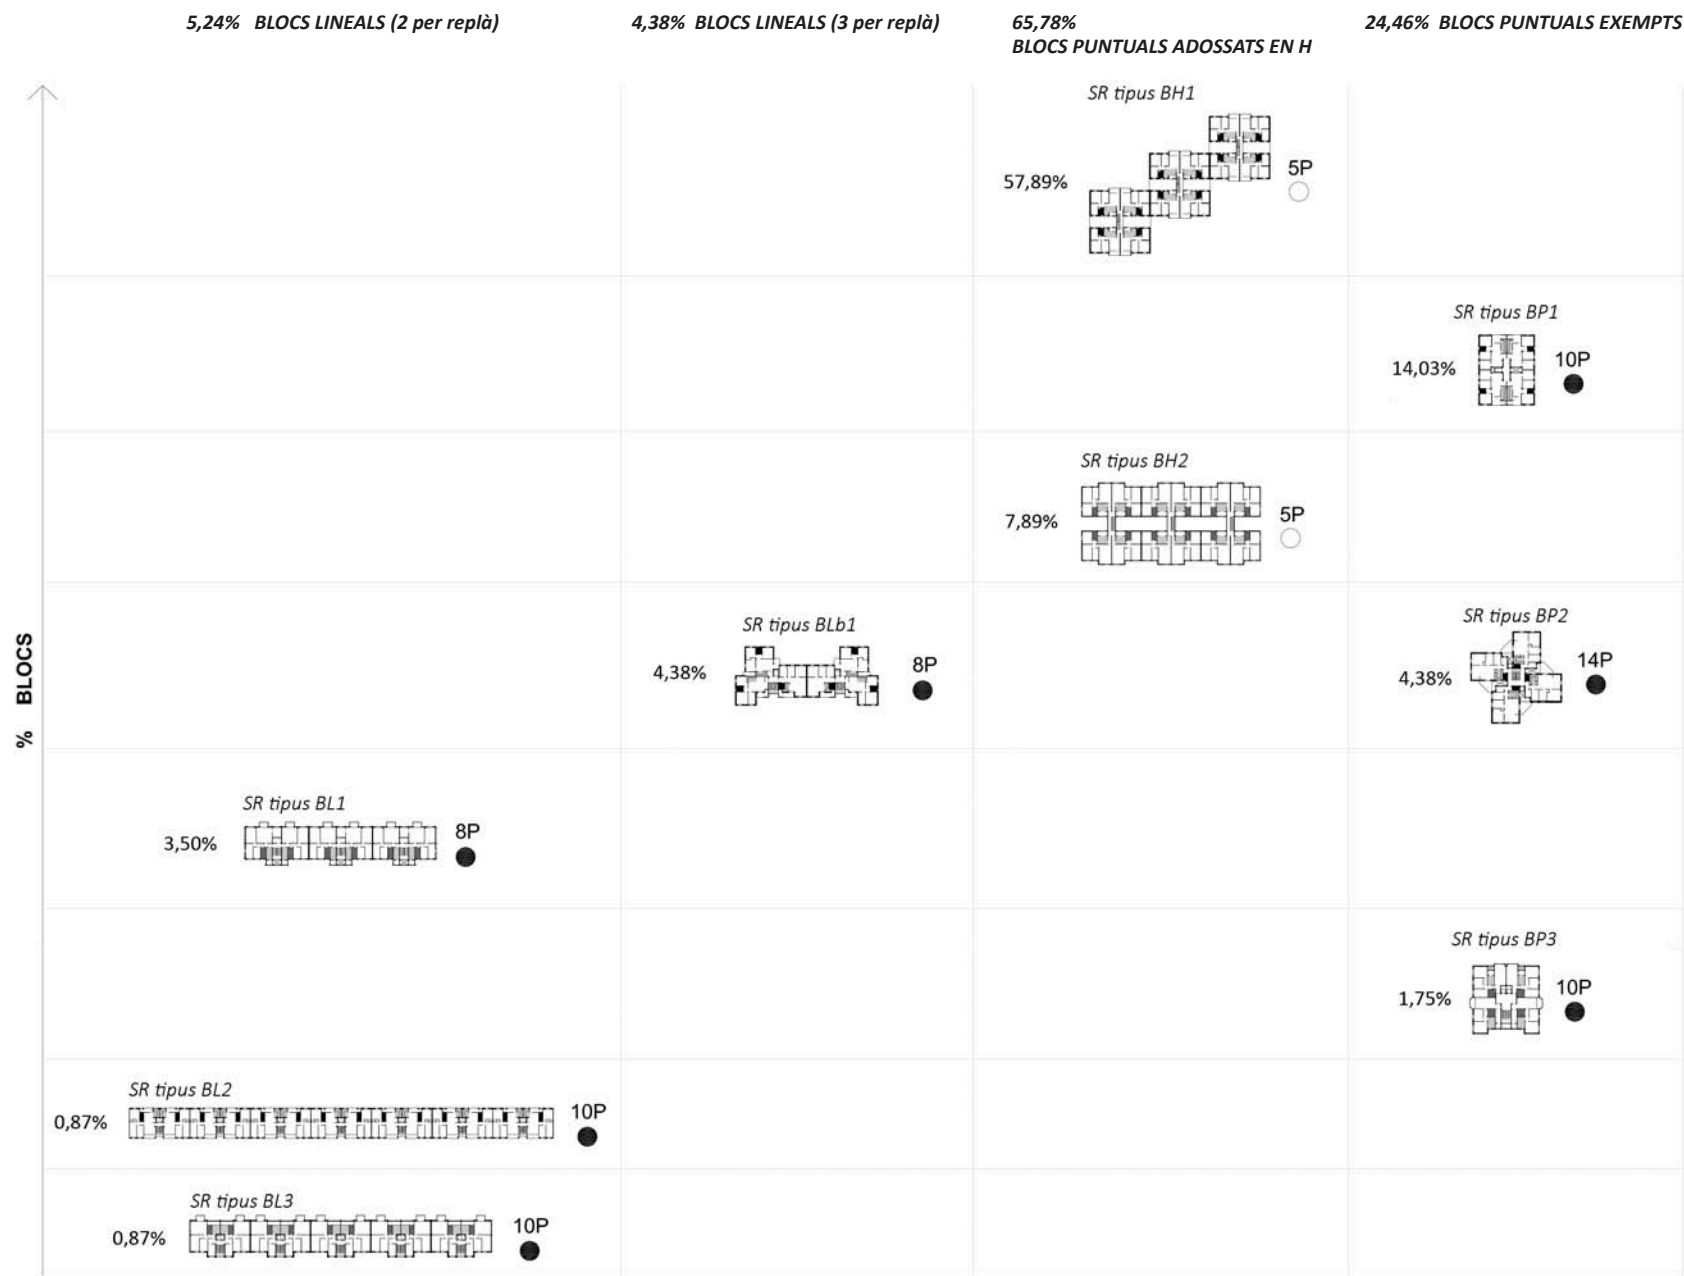 5,24% BLOCS LINEALS (2 per replà)
4,38% BLOCS LINEALS (3 per replà)
65,78%
BLOCS PUNTUALS ADOSSATS EN H
24,46% BLOCS PUNTUALS EXEMPTS
SR tipus BH1
57,89%
5P
SR tipus BP1
14,03%
10P
SR tipus BH2
7,89%
5P
% BLOCS
SR tipus BLb1
4,38%
8P
SR tipus BP2
4,38%
14P
SR tipus BL1
3,50%
8P
SR tipus BP3
1,75%
10P
SR tipus BL2
0,87%
10P
SR tipus BL3
0,87%
10P